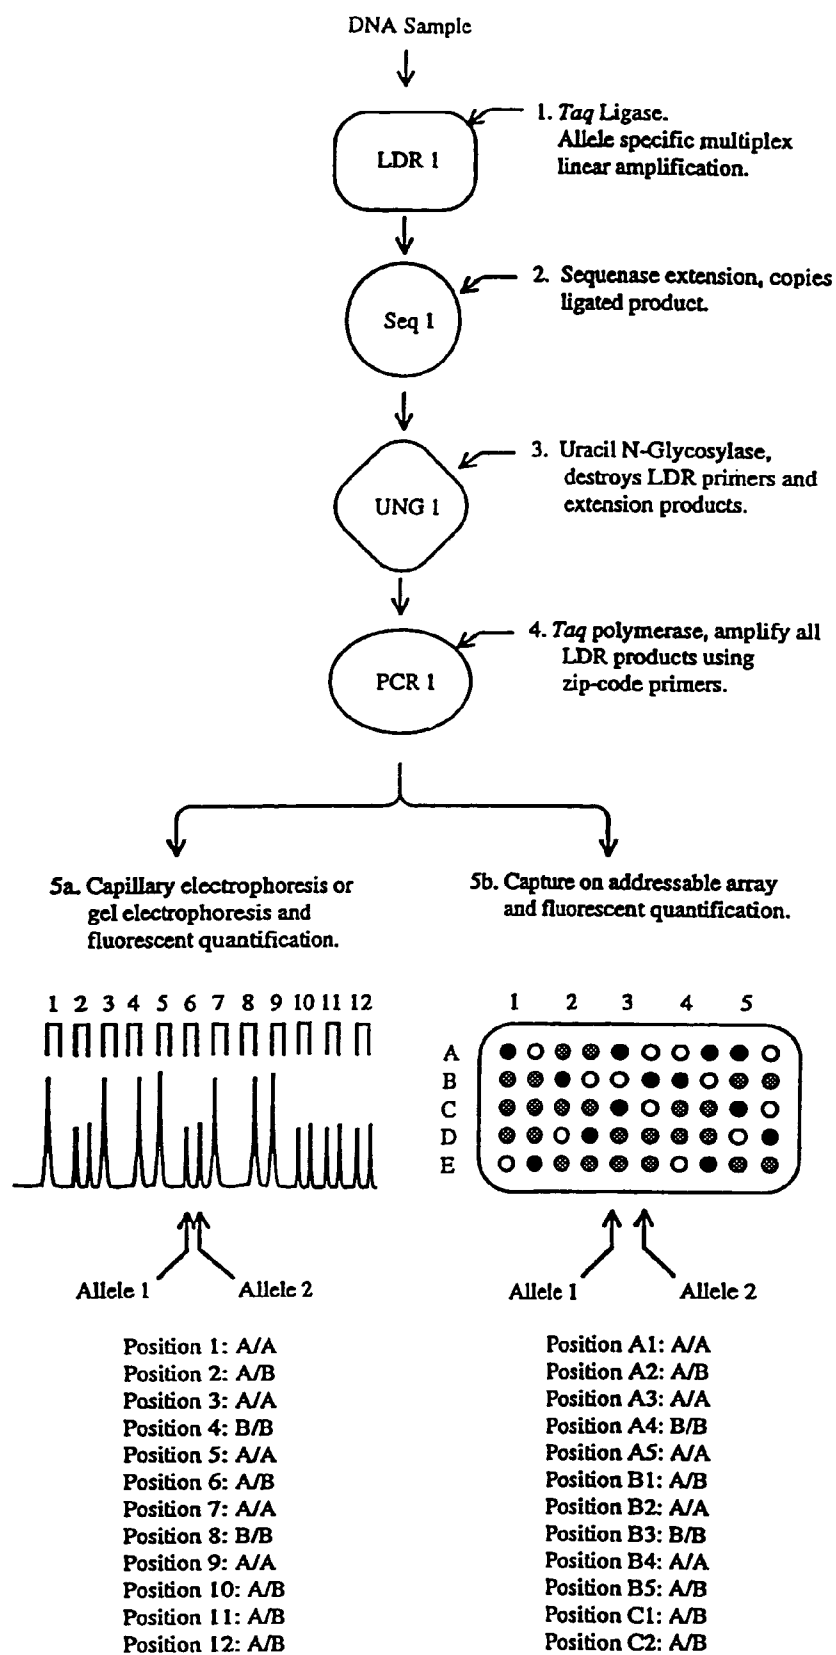 DNA Sample
LDR 1
1. Taq Ligase.
Allele specific multiplex
linear amplification.
Seq 1
2. Sequenase extension, copies
ligated product.
UNG 1
3. Uracil N-Glycosylase,
destroys LDR primers and
extension products.
PCR 1
4. Taq polymerase, amplify all
LDR products using
zip-code primers.
5a. Capillary electrophoresis or
gel electrophoresis and
fluorescent quantification.
1 2 3 4 5 6 7 8 9 10 11 12
Allele 1
Allele 2
Position 1: A/A
Position 2: A/B
Position 3: A/A
Position 4: B/B
Position 5: A/A
Position 6: A/B
Position 7: A/A
Position 8: B/B
Position 9: A/A
Position 10: A/B
Position 11: A/B
Position 12: A/B
5b. Capture on addressable array
and fluorescent quantification.
1 2 3 4 5
A
B
C
D
E
Allele 1
Allele 2
Position A1: A/A
Position A2: A/B
Position A3: A/A
Position A4: B/B
Position A5: A/A
Position B1: A/B
Position B2: A/A
Position B3: B/B
Position B4: A/A
Position B5: A/B
Position C1: A/B
Position C2: A/B